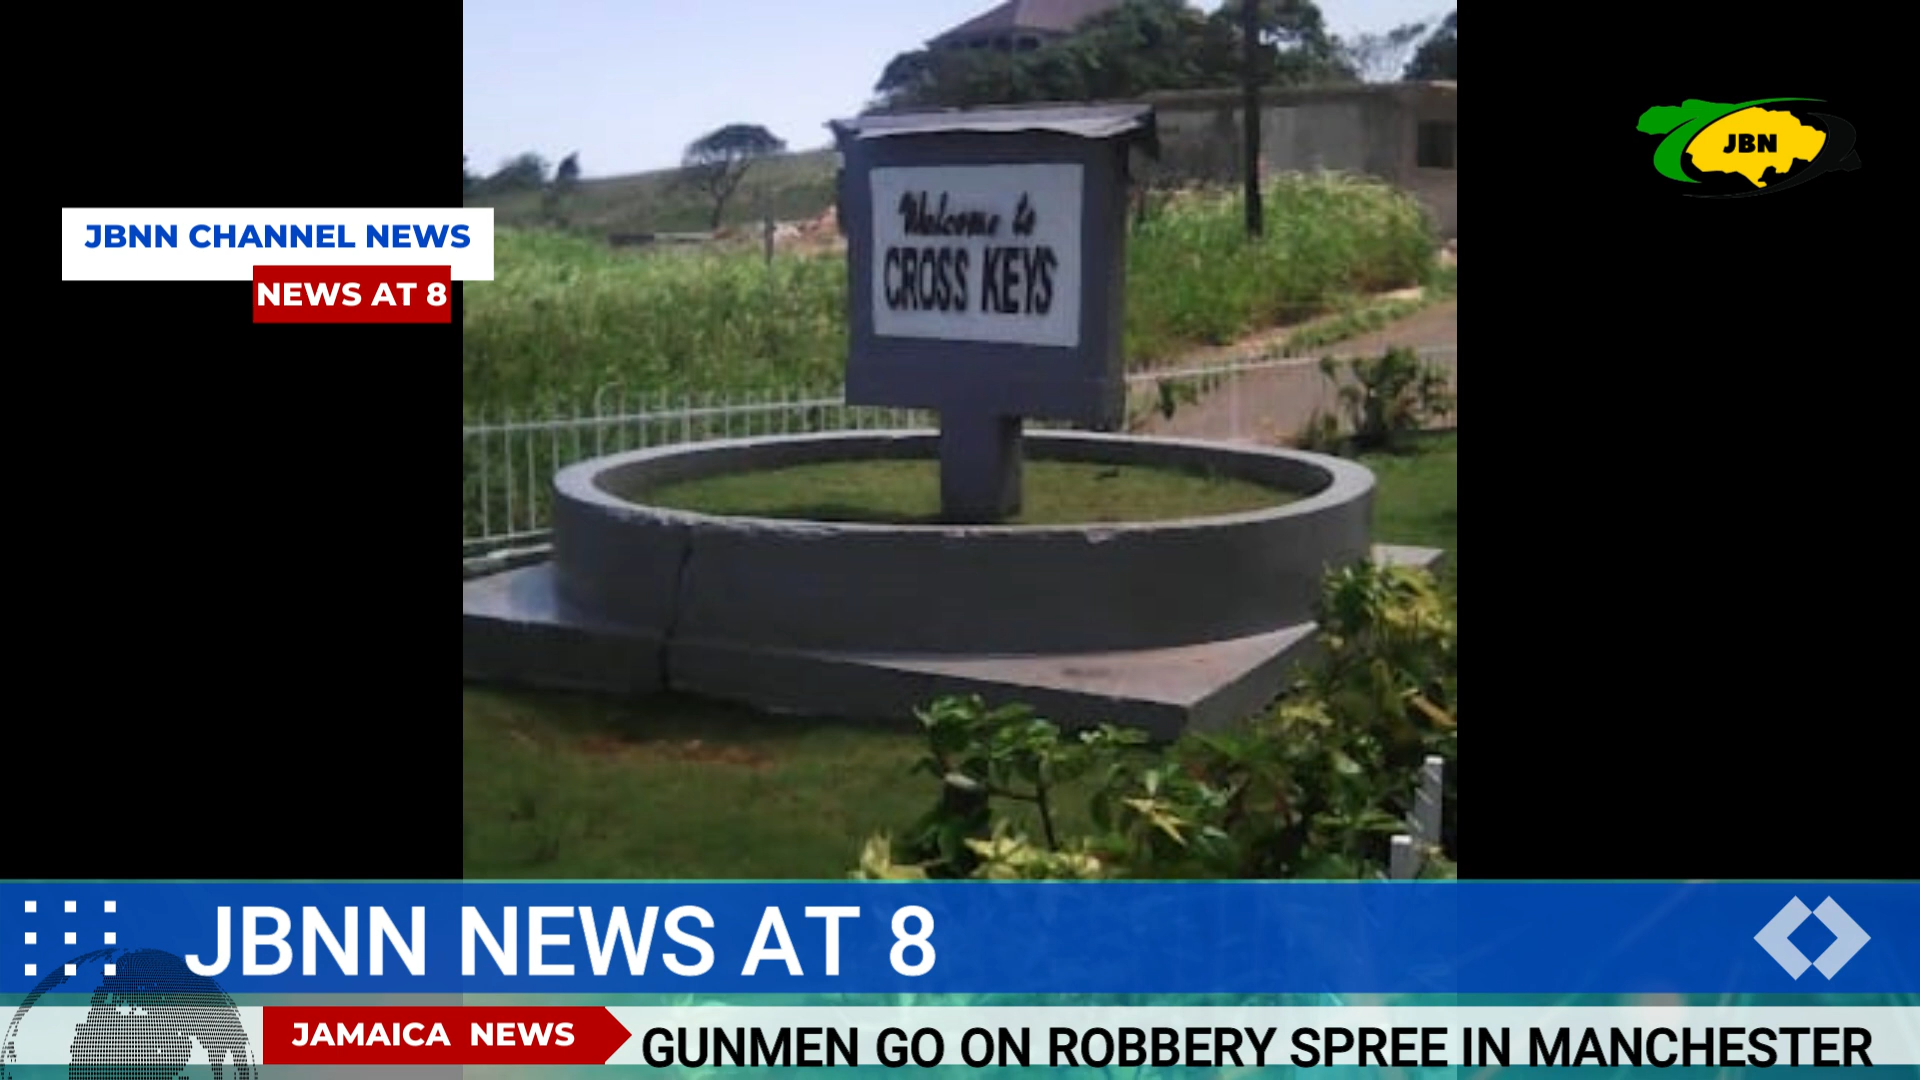 JBN
JBNN CHANNEL NEWS
NEWS AT 8
Welcome to
CROSS KEYS
JBNN NEWS AT 8
JAMAICA NEWS
GUNMEN GO ON ROBBERY SPREE IN MANCHESTER